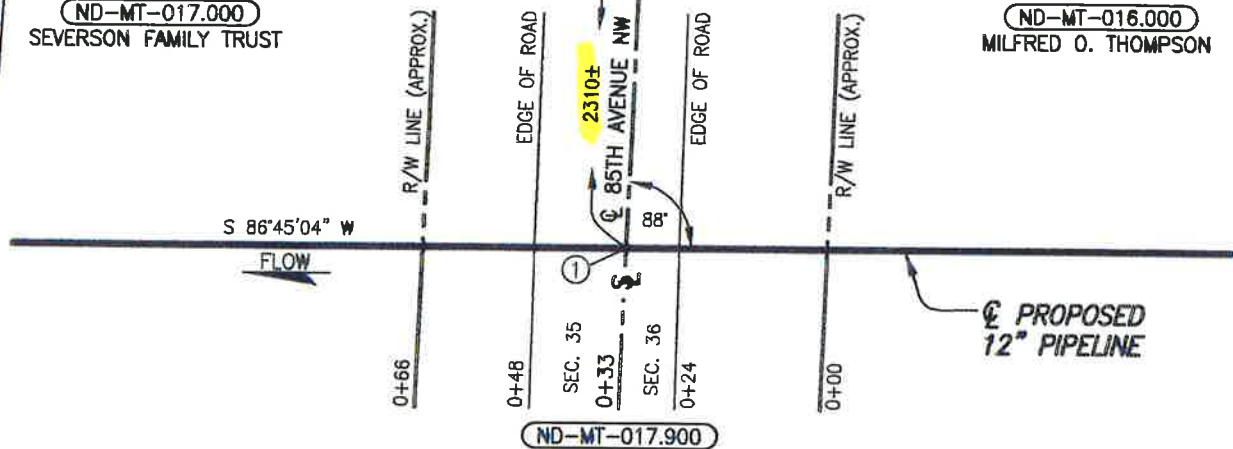 ND-MT-017.000
SEVERSON FAMILY TRUST
ND-MT-016.000
MILFRED O. THOMPSON
R/W LINE (APPROX.)
EDGE OF ROAD
2310±
℄ 85TH AVENUE NW
EDGE OF ROAD
R/W LINE (APPROX.)
S 86°45'04" W
88°
FLOW
1
℄ PROPOSED
12" PIPELINE
0+66
0+48
SEC. 35
0+33
SEC. 36
0+24
0+00
ND-MT-017.900